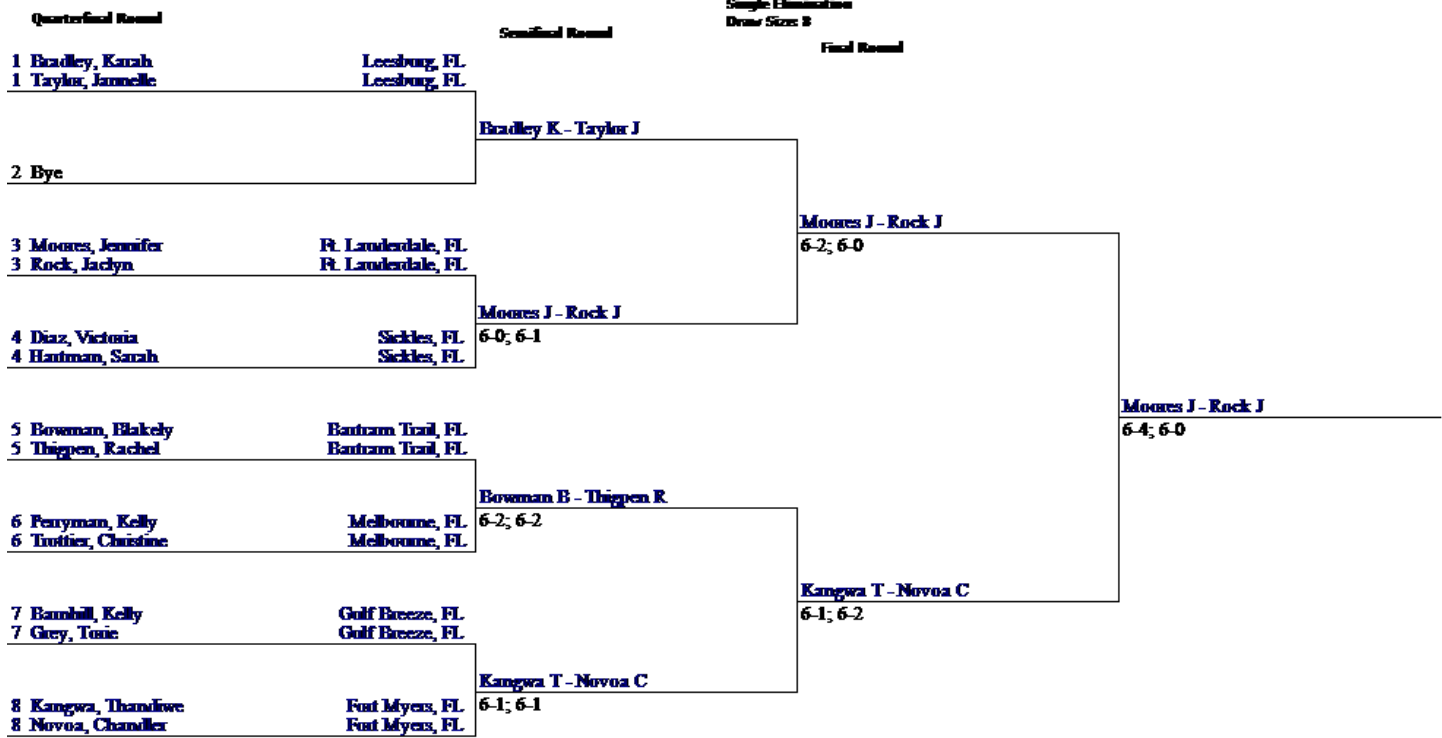 Single Elimination
Draw Size: 8
Quarterfinal Round
Semifinal Round
Final Round
1 Bradley, Karah Leesburg, FL
1 Taylor, Jannelle Leesburg, FL
Bradley K - Taylor J
2 Bye
Moores J - Rock J
6-2; 6-0
3 Moores, Jennifer Ft. Lauderdale, FL
3 Rock, Jaclyn Ft. Lauderdale, FL
Moores J - Rock J
6-0; 6-1
4 Diaz, Victoria Sickles, FL
4 Hartman, Sarah Sickles, FL
Moores J - Rock J
6-4; 6-0
5 Bowman, Blakely Bartram Trail, FL
5 Thigpen, Rachel Bartram Trail, FL
Bowman B - Thigpen R
6-2; 6-2
6 Perryman, Kelly Melbourne, FL
6 Trottier, Christine Melbourne, FL
Kangwa T - Novoa C
6-1; 6-2
7 Barnhill, Kelly Gulf Breeze, FL
7 Grey, Torie Gulf Breeze, FL
Kangwa T - Novoa C
6-1; 6-1
8 Kangwa, Thandiwe Fort Myers, FL
8 Novoa, Chandler Fort Myers, FL